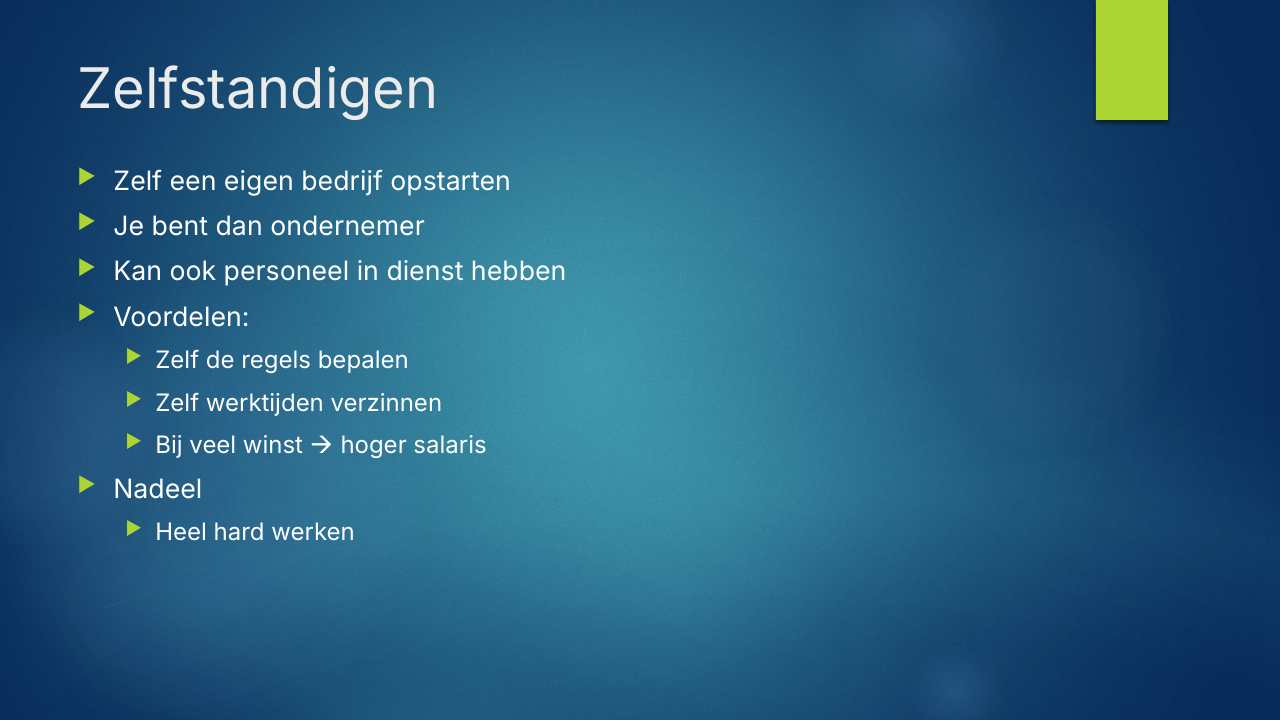 Zelfstandigen
Zelf een eigen bedrijf opstarten
Je bent dan ondernemer
Kan ook personeel in dienst hebben
Voordelen:
Zelf de regels bepalen
Zelf werktijden verzinnen
Bij veel winst → hoger salaris
Nadeel
Heel hard werken